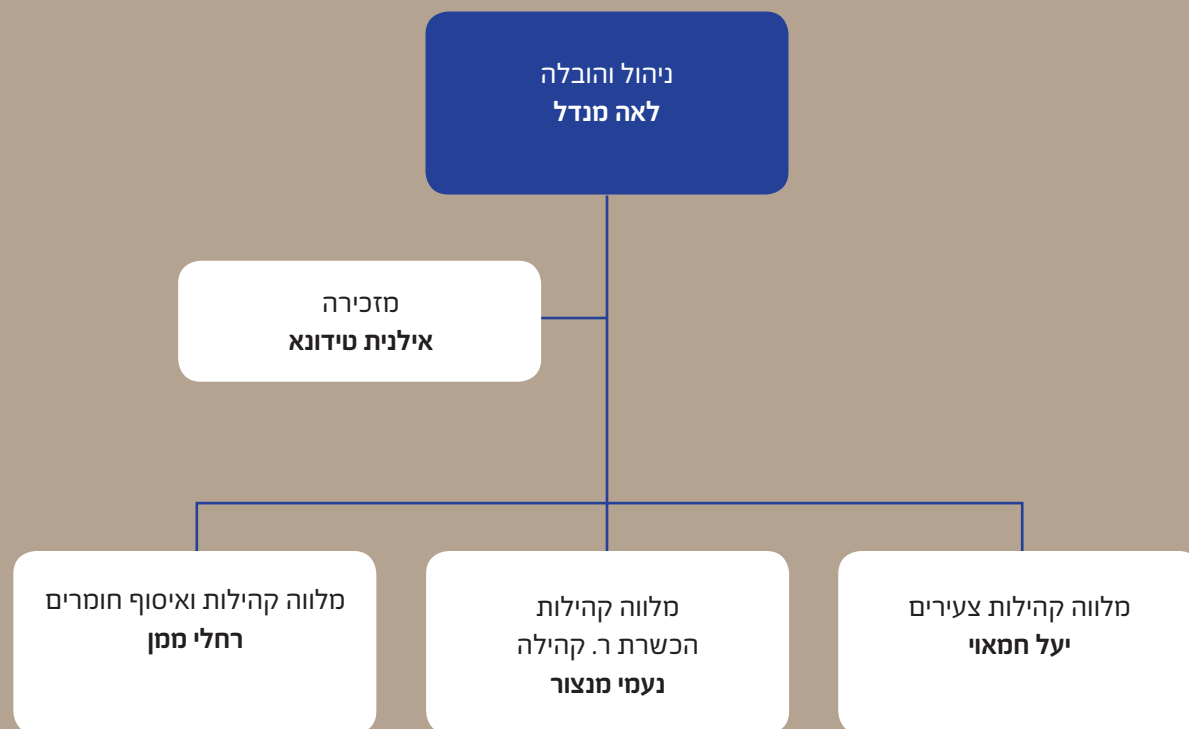 ניהול והובלה
לאה מנדל
מזכירה
אילנית טידונא
מלווה קהילות צעירים
יעל חמאוי
מלווה קהילות
הכשרת ר. קהילה
נעמי מנצור
מלווה קהילות ואיסוף חומרים
רחלי ממן